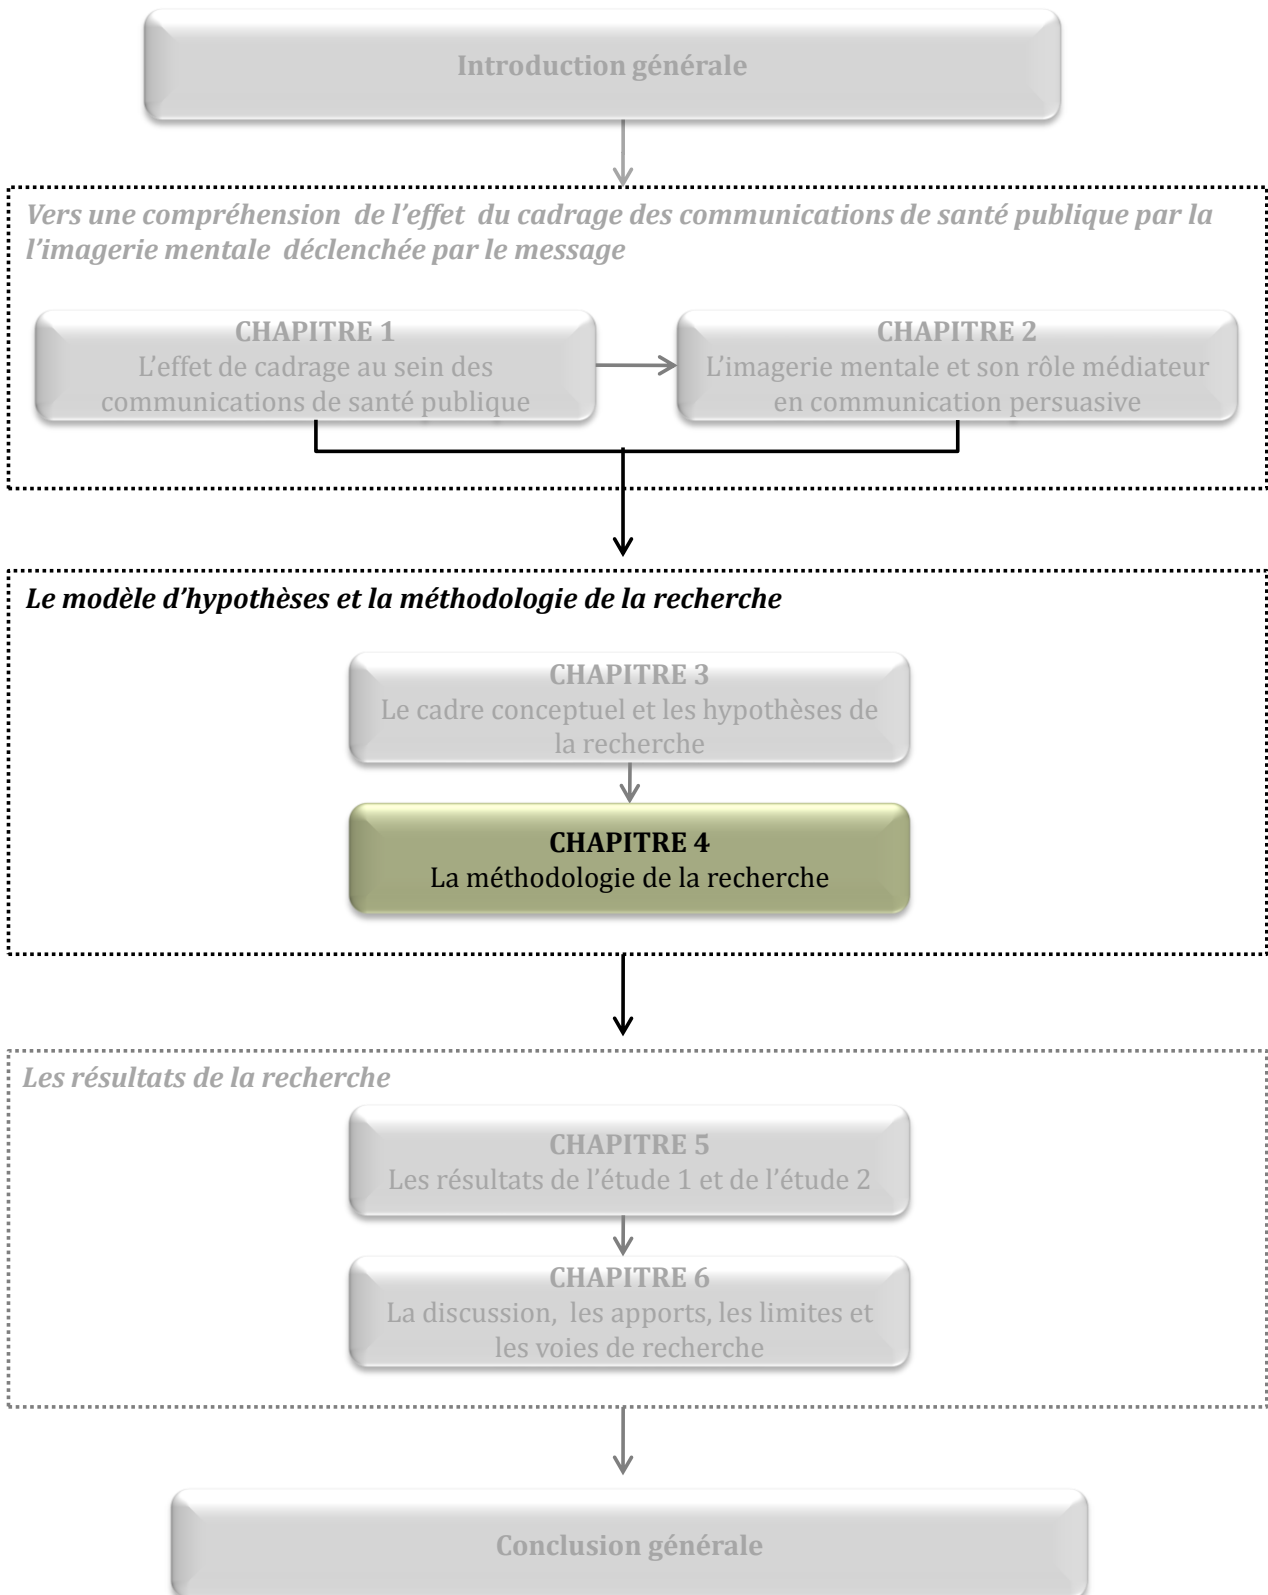 Introduction générale
Vers une compréhension de l'effet du cadrage des communications de santé publique par la
l'imagerie mentale déclenchée par le message
CHAPITRE 1
L'effet de cadrage au sein des
communications de santé publique
CHAPITRE 2
L'imagerie mentale et son rôle médiateur
en communication persuasive
Le modèle d'hypothèses et la méthodologie de la recherche
CHAPITRE 3
Le cadre conceptuel et les hypothèses de
la recherche
CHAPITRE 4
La méthodologie de la recherche
Les résultats de la recherche
CHAPITRE 5
Les résultats de l'étude 1 et de l'étude 2
CHAPITRE 6
La discussion, les apports, les limites et
les voies de recherche
Conclusion générale